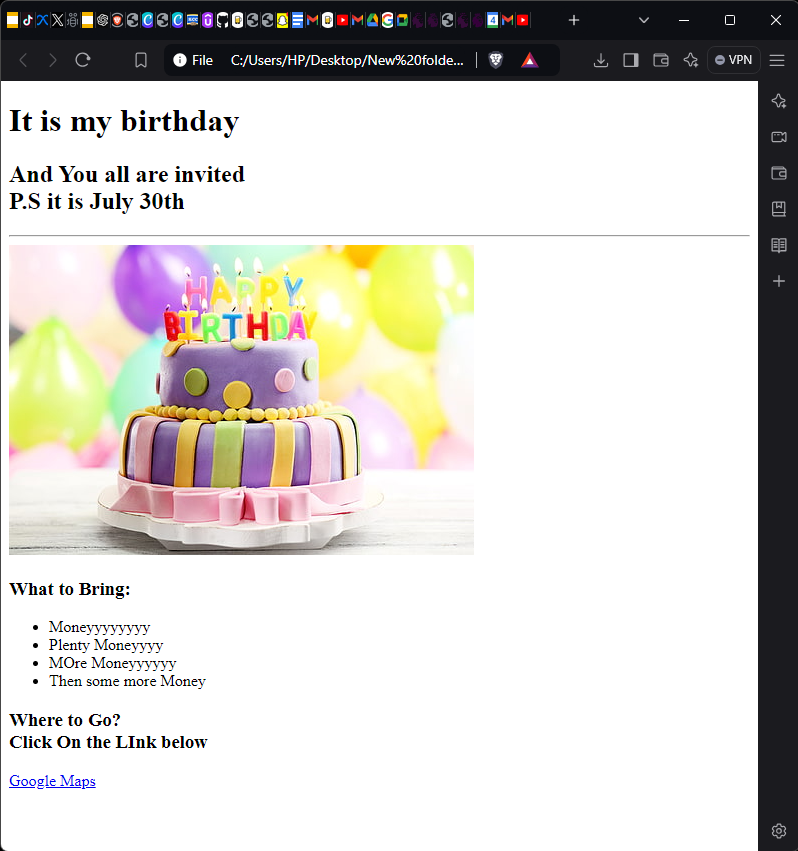 File
C:/Users/HP/Desktop/New%20folde...
VPN
It is my birthday
And You all are invited
P.S it is July 30th
HAPPY
BIRTHDAY
What to Bring:
Moneyyyyyyyy
Plenty Moneyyyy
MOre Moneyyyyyy
Then some more Money
Where to Go?
Click On the LInk below
Google Maps